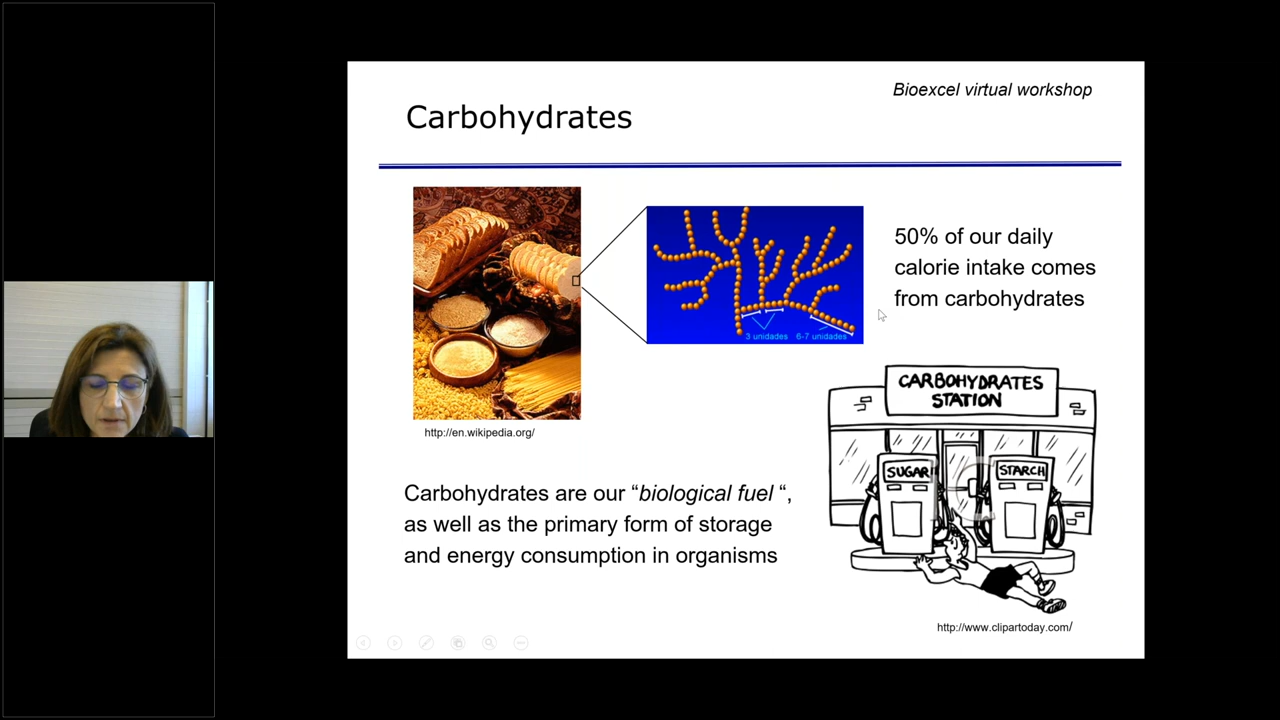 Bioexcel virtual workshop
Carbohydrates
3 unidades 6-7 unidades
50% of our daily
calorie intake comes
from carbohydrates
http://en.wikipedia.org/
CARBOHYDRATES
STATION
SUGAR
STARCH
Carbohydrates are our “biological fuel “,
as well as the primary form of storage
and energy consumption in organisms
http://www.clipartoday.com/